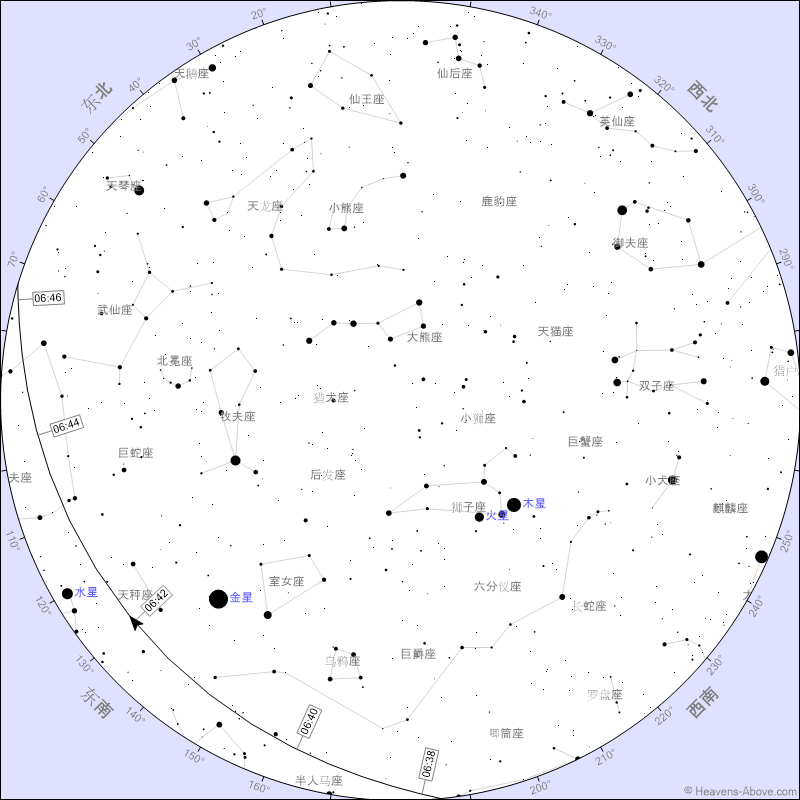 20°
340°
30°
330°
天鹅座
仙王座
仙后座
40°
东北
320°
西北
英仙座
50°
310°
天琴座
60°
天龙座
小熊座
鹿豹座
300°
御夫座
70°
290°
06:46
武仙座
大熊座
天猫座
北冕座
猎户
双子座
猎犬座
牧夫座
小狮座
06:44
巨蛇座
巨蟹座
夫座
后发座
小犬座
狮子座
木星
火星
麒麟座
110°
250°
室女座
六分仪座
水星
天秤座
06:42
金星
120°
240°
长蛇座
乌鸦座
巨爵座
130°
230°
东南
罗盘座
西南
140°
220°
06:40
唧筒座
150°
210°
06:38
160°
半人马座
200°
© Heavens-Above.com